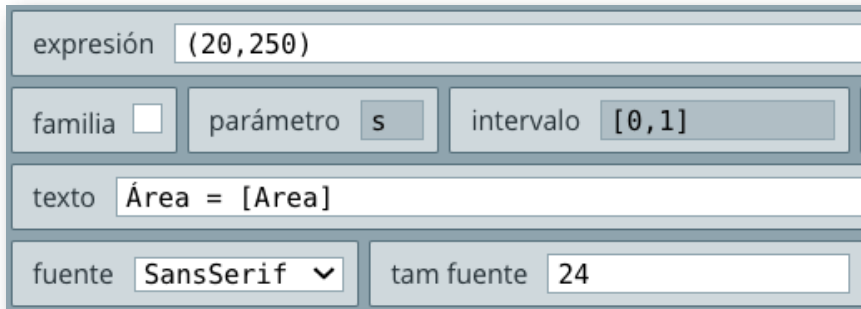 expresión (20,250)
familia parámetro s intervalo [0,1]
texto Área = [Area]
fuente SansSerif tam fuente 24